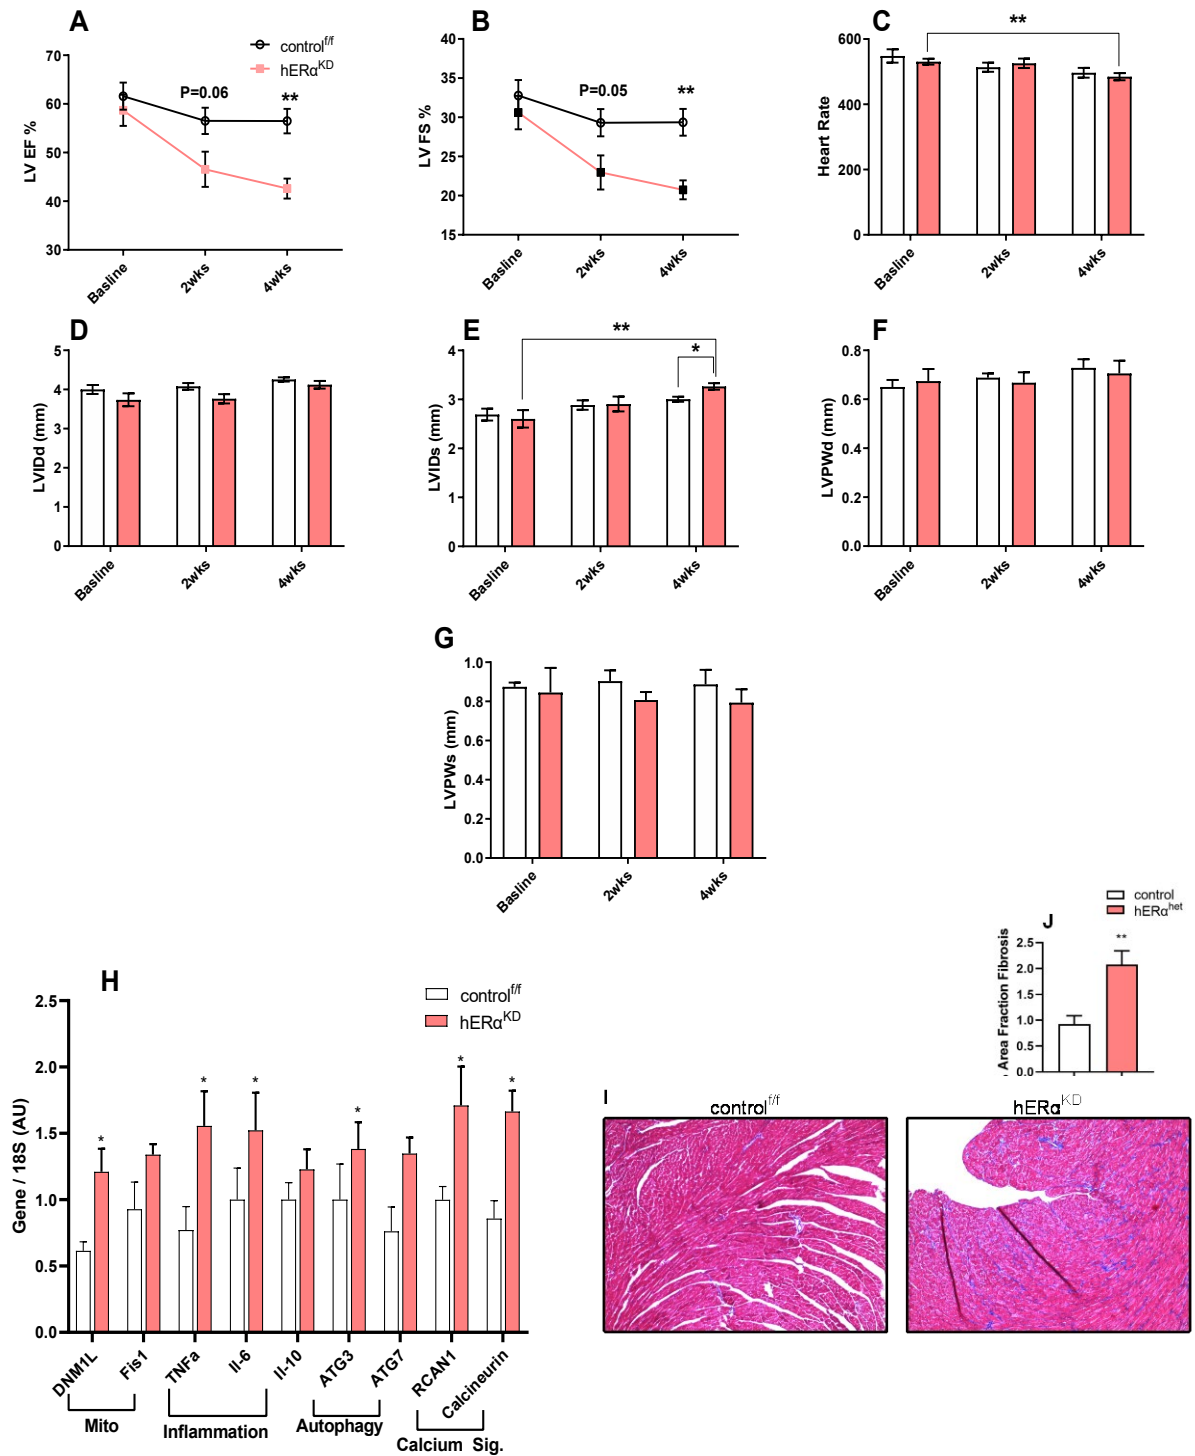 A
control^f/f
hERα^KD
LV EF %
70
60
50
40
30
P=0.06
**
Basline
2wks
4wks
B
LV FS %
40
35
30
25
20
15
P=0.05
**
Basline
2wks
4wks
C
**
Heart Rate
600
400
200
0
Basline
2wks
4wks
D
LVIDd (mm)
5
4
3
2
1
0
Basline
2wks
4wks
E
**
*
LVIDs (mm)
4
3
2
1
0
Basline
2wks
4wks
F
LVPWd (mm)
0.8
0.6
0.4
0.2
0.0
Basline
2wks
4wks
G
LVPWs (mm)
1.0
0.8
0.6
0.4
0.2
0.0
Basline
2wks
4wks
H
control^f/f
hERα^KD
Gene / 18S (AU)
2.5
2.0
1.5
1.0
0.5
0.0
* * * * * *
DNM1L
Fis1
TNFa
Il-6
Il-10
ATG3
ATG7
RCAN1
Calcineurin
Mito
Inflammation
Autophagy
Calcium Sig.
control
hERα^het
J
**
Area Fraction Fibrosis
2.5
2.0
1.5
1.0
0.5
0.0
I
control^f/f
hERα^KD